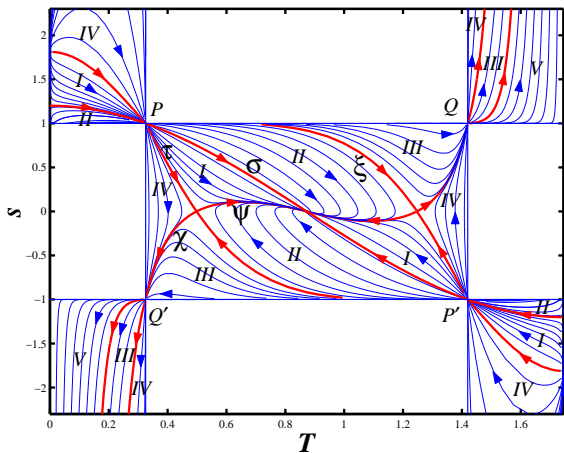 IV IV
2
III V
1.5 I
P Q
II
1
τ III
I σ II ξ
0.5
IV IV
s 0 ψ
χ
−0.5 II I
III
−1 II
Q' P'
I
−1.5 V III
IV IV
−2
0 0.2 0.4 0.6 0.8 1 1.2 1.4 1.6
T